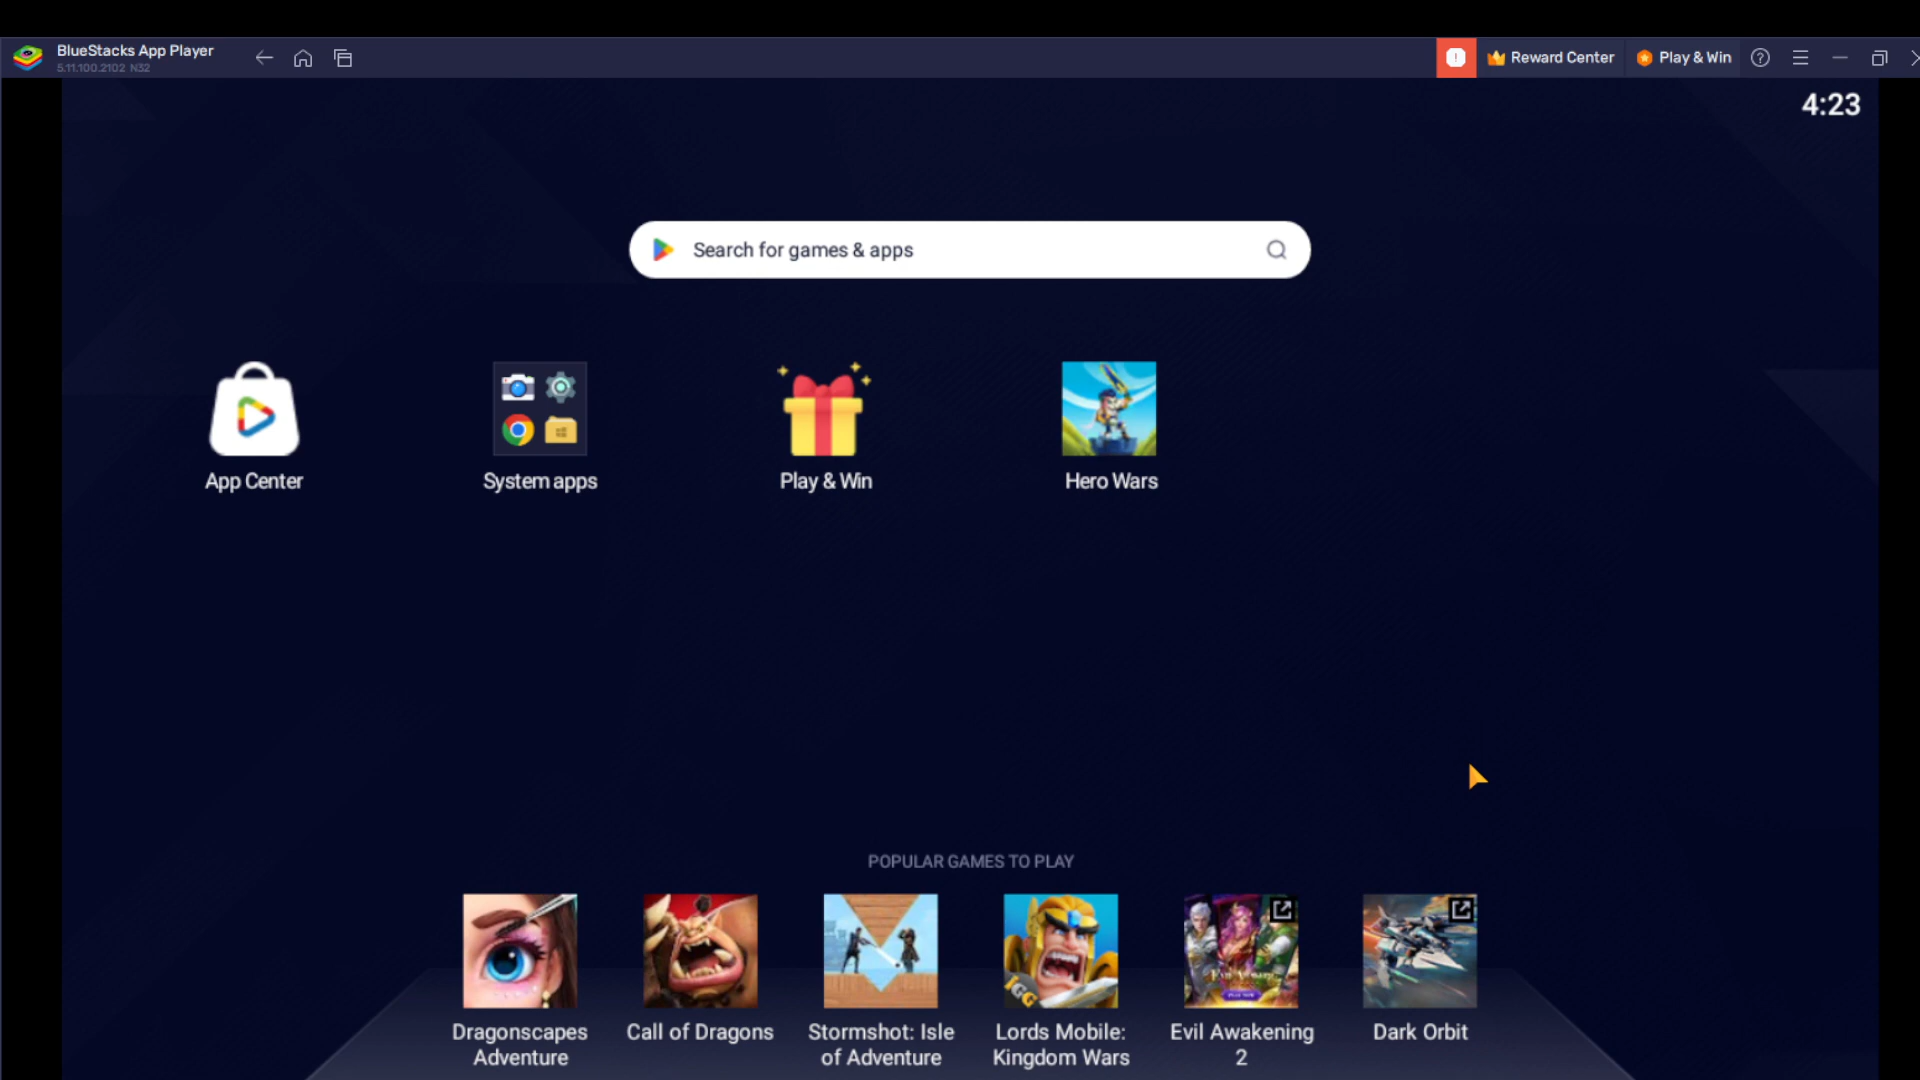 BlueStacks App Player
5.11.100.2102 N32
Reward Center
Play & Win
4:23
Search for games & apps
App Center
System apps
Play & Win
Hero Wars
POPULAR GAMES TO PLAY
IGG
Dragonscapes
Adventure
Call of Dragons
Stormshot: Isle
of Adventure
Lords Mobile:
Kingdom Wars
Evil Awakening
2
Dark Orbit